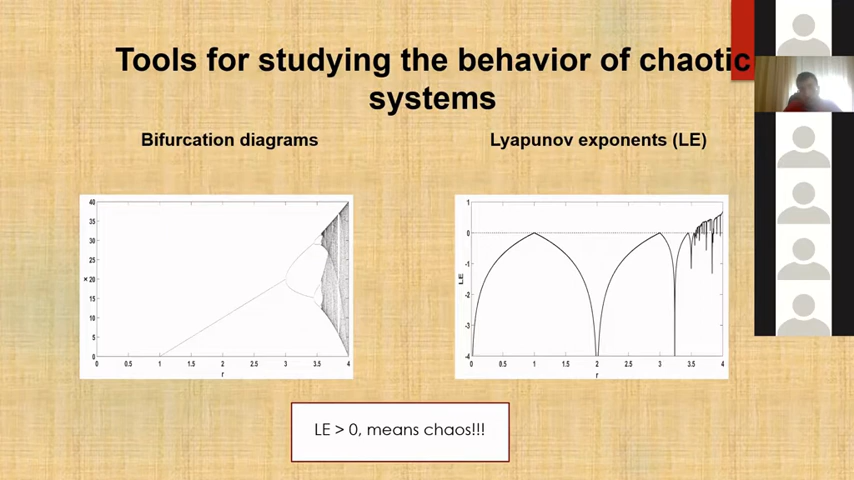 Tools for studying the behavior of chaotic
systems
Bifurcation diagrams
Lyapunov exponents (LE)
40
35
30
25
20
15
10
5
0
x
0 0.5 1 1.5 2 2.5 3 3.5 4
r
1
0
-1
-2
-3
-4
LE
0 0.5 1 1.5 2 2.5 3 3.5 4
r
LE > 0, means chaos!!!